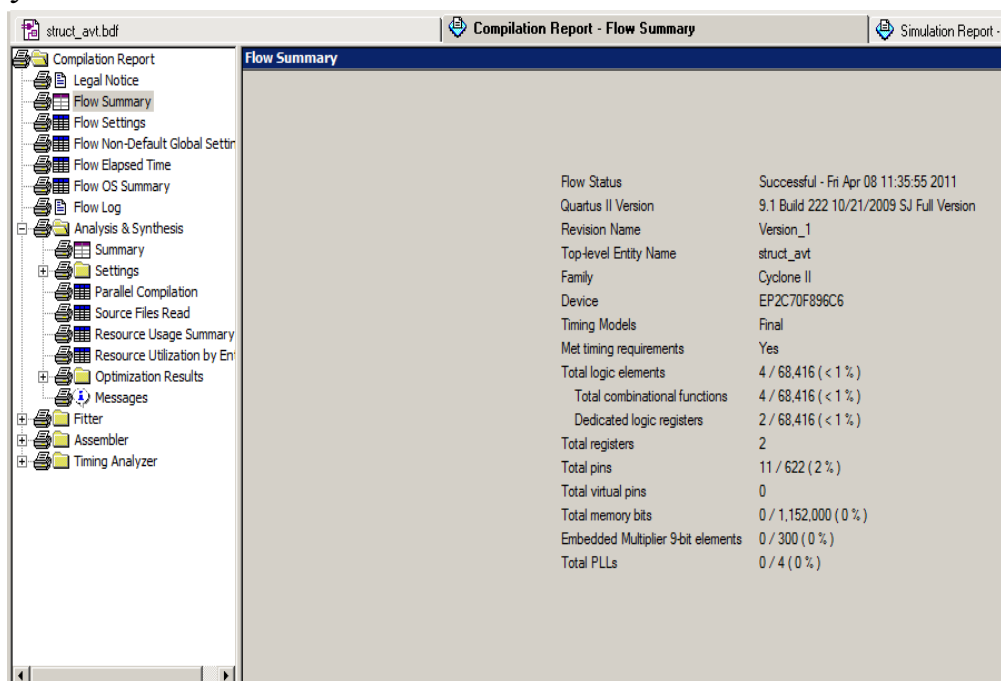 struct_avt.bdf
Compilation Report - Flow Summary
Simulation Report -
Compilation Report
Legal Notice
Flow Summary
Flow Settings
Flow Non-Default Global Settin
Flow Elapsed Time
Flow OS Summary
Flow Log
Analysis & Synthesis
Summary
Settings
Parallel Compilation
Source Files Read
Resource Usage Summary
Resource Utilization by Ent
Optimization Results
Messages
Fitter
Assembler
Timing Analyzer
Flow Summary
Flow Status Successful - Fri Apr 08 11:35:55 2011
Quartus II Version 9.1 Build 222 10/21/2009 SJ Full Version
Revision Name Version_1
Top-level Entity Name struct_avt
Family Cyclone II
Device EP2C70F896C6
Timing Models Final
Met timing requirements Yes
Total logic elements 4 / 68,416 ( < 1 % )
Total combinational functions 4 / 68,416 ( < 1 % )
Dedicated logic registers 2 / 68,416 ( < 1 % )
Total registers 2
Total pins 11 / 622 ( 2 % )
Total virtual pins 0
Total memory bits 0 / 1,152,000 ( 0 % )
Embedded Multiplier 9-bit elements 0 / 300 ( 0 % )
Total PLLs 0 / 4 ( 0 % )